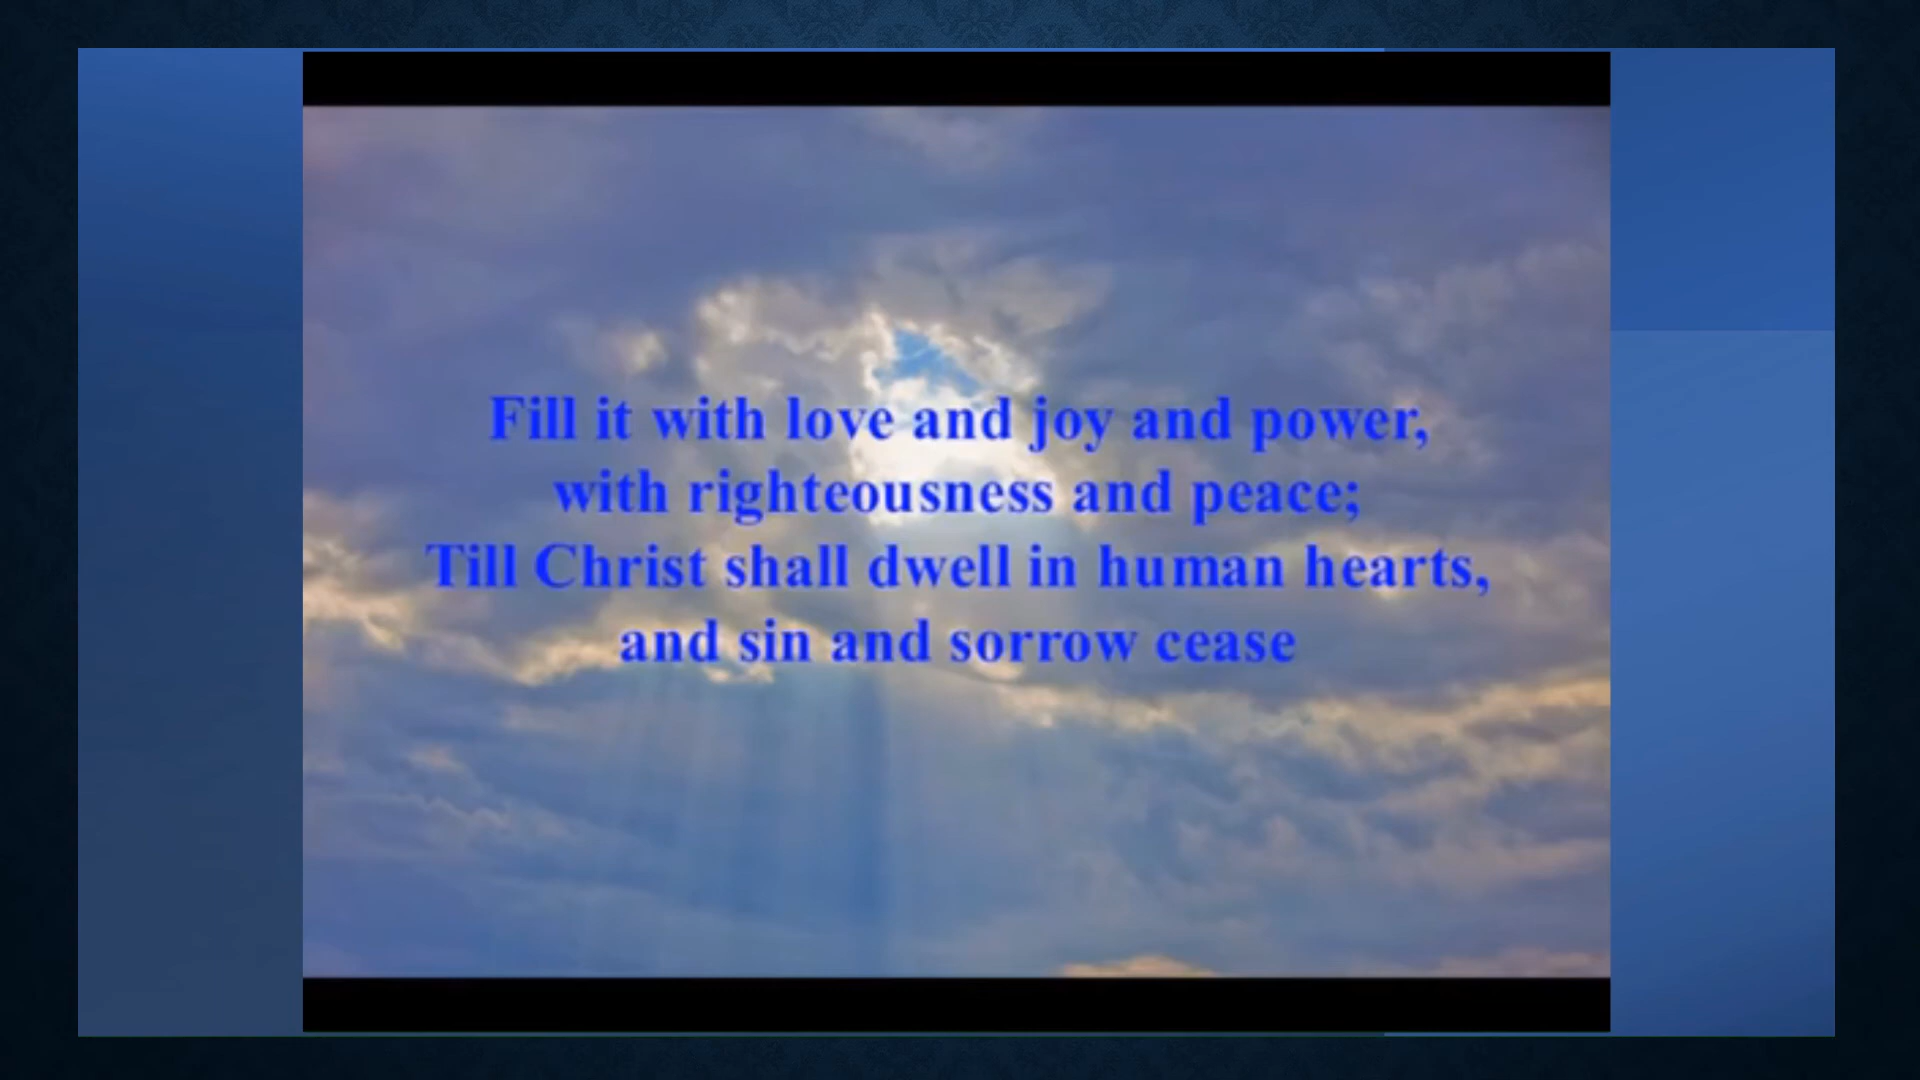 Fill it with love and joy and power,
with righteousness and peace;
Till Christ shall dwell in human hearts,
and sin and sorrow cease